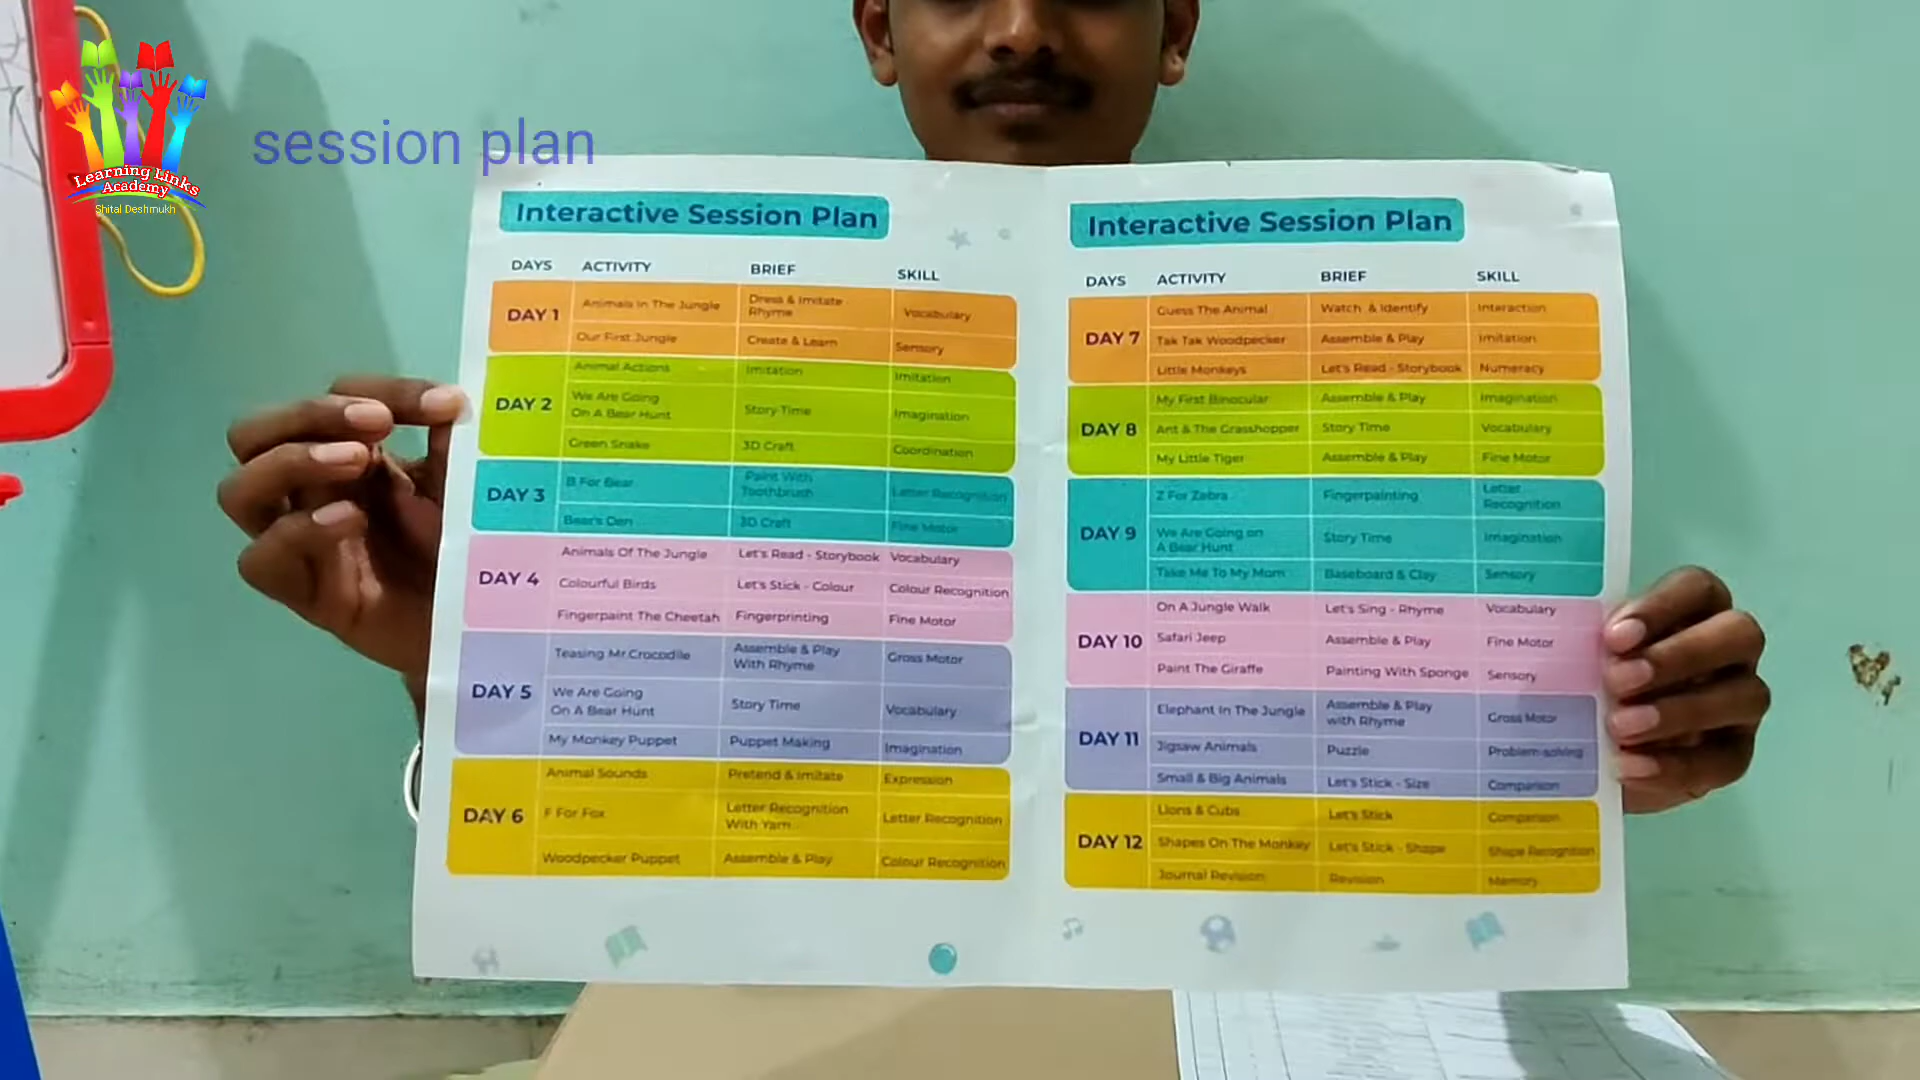 Learning Links
Academy
Shital Deshmukh
session plan
Interactive Session Plan
DAYS ACTIVITY BRIEF SKILL
DAY 1
Animals In The Jungle Dress & Imitate Rhyme Vocabulary
Our First Jungle Create & Learn Sensory
DAY 2
Animal Actions Imitation Imitation
We Are Going On A Bear Hunt Story Time Imagination
Green Snake 3D Craft Coordination
DAY 3
B For Bear Paint With Toothbrush Letter Recognition
Bear's Den 3D Craft Fine Motor
DAY 4
Animals Of The Jungle Let's Read - Storybook Vocabulary
Colourful Birds Let's Stick - Colour Colour Recognition
Fingerpaint The Cheetah Fingerprinting Fine Motor
DAY 5
Teasing Mr.Crocodile Assemble & Play With Rhyme Gross Motor
We Are Going On A Bear Hunt Story Time Vocabulary
My Monkey Puppet Puppet Making Imagination
DAY 6
Animal Sounds Pretend & Imitate Expression
F For Fox Letter Recognition With Yarn Letter Recognition
Woodpecker Puppet Assemble & Play Colour Recognition
Interactive Session Plan
DAYS ACTIVITY BRIEF SKILL
DAY 7
Guess The Animal Watch & Identify Interaction
Tak Tak Woodpecker Assemble & Play Imitation
Little Monkeys Let's Read - Storybook Numeracy
DAY 8
My First Binocular Assemble & Play Imagination
Ant & The Grasshopper Story Time Vocabulary
My Little Tiger Assemble & Play Fine Motor
DAY 9
Z For Zebra Fingerpainting Letter Recognition
We Are Going on A Bear Hunt Story Time Imagination
Take Me To My Mom Baseboard & Clay Sensory
DAY 10
On A Jungle Walk Let's Sing - Rhyme Vocabulary
Safari Jeep Assemble & Play Fine Motor
Paint The Giraffe Painting With Sponge Sensory
DAY 11
Elephant In The Jungle Assemble & Play with Rhyme Gross Motor
Jigsaw Animals Puzzle Problem-solving
Small & Big Animals Let's Stick - Size Comparison
DAY 12
Lions & Cubs Let's Stick Comparison
Shapes On The Monkey Let's Stick - Shape Shape Recognition
Journal Revision Revision Memory